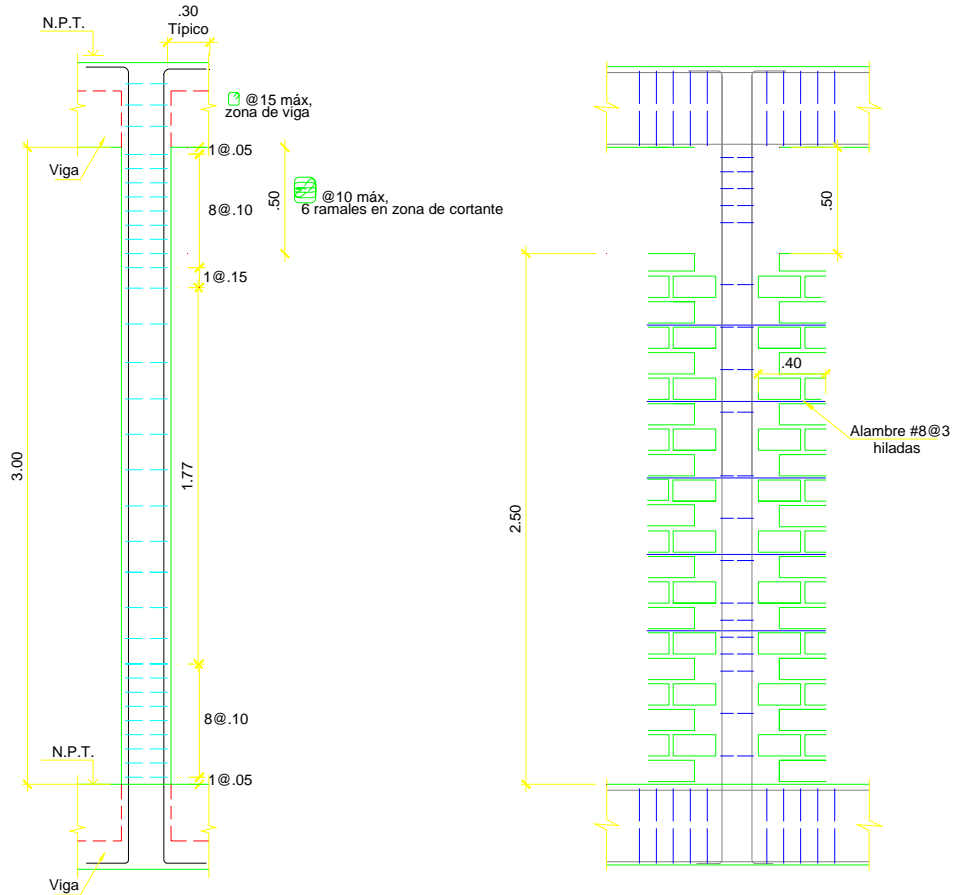 .30
Típico
N.P.T.
@15 máx,
zona de viga
1@.05
Viga
.50
@10 máx,
6 ramales en zona de cortante
8@.10
.50
1@.15
.40
Alambre #8@3
hiladas
3.00
1.77
2.50
8@.10
N.P.T.
1@.05
Viga